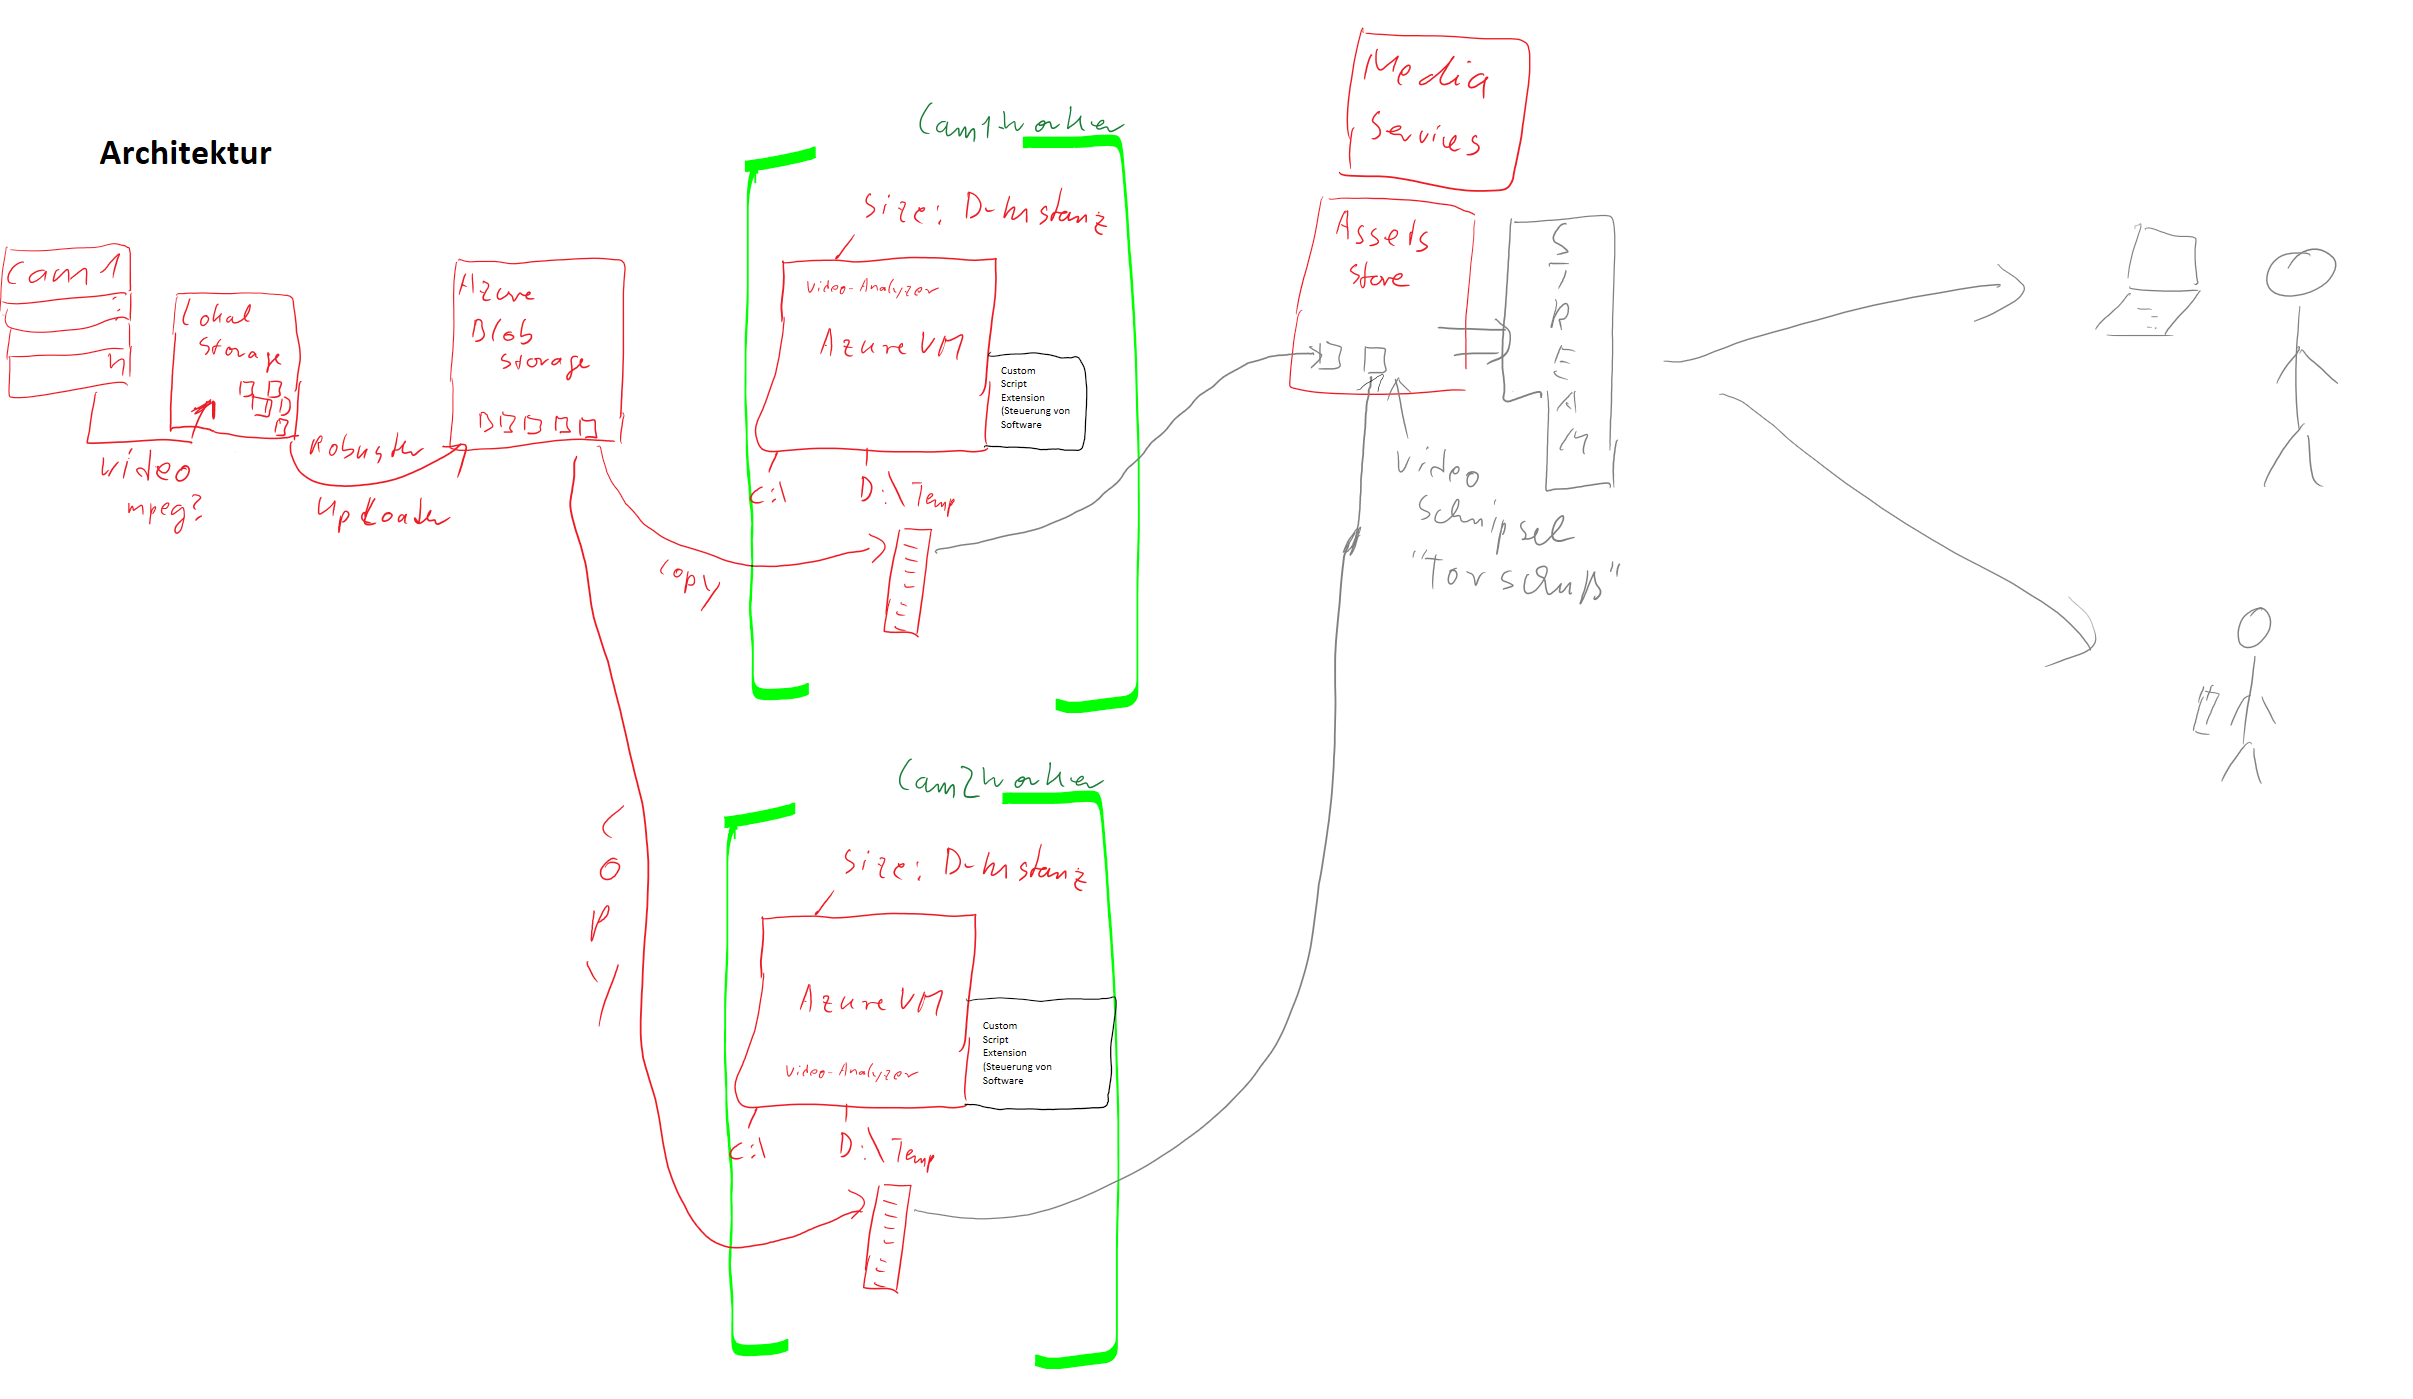 Architektur
Cam 1
:
n
Lokal
Storage
Video
mpeg?
Robuster
Uploader
Azure
Blob
Storage
copy
COPY
Cam1Worker
Size: D-Instanz
Video-Analyzer
Azure VM
Custom
Script
Extension
(Steuerung von
Software
C:\
D:\Temp
Cam2Worker
Size: D-Instanz
Azure VM
Video-Analyzer
Custom
Script
Extension
(Steuerung von
Software
C:\
D:\Temp
Media
Services
Assets
Store
STREAM
Video
Schnipsel
"Torschuß"